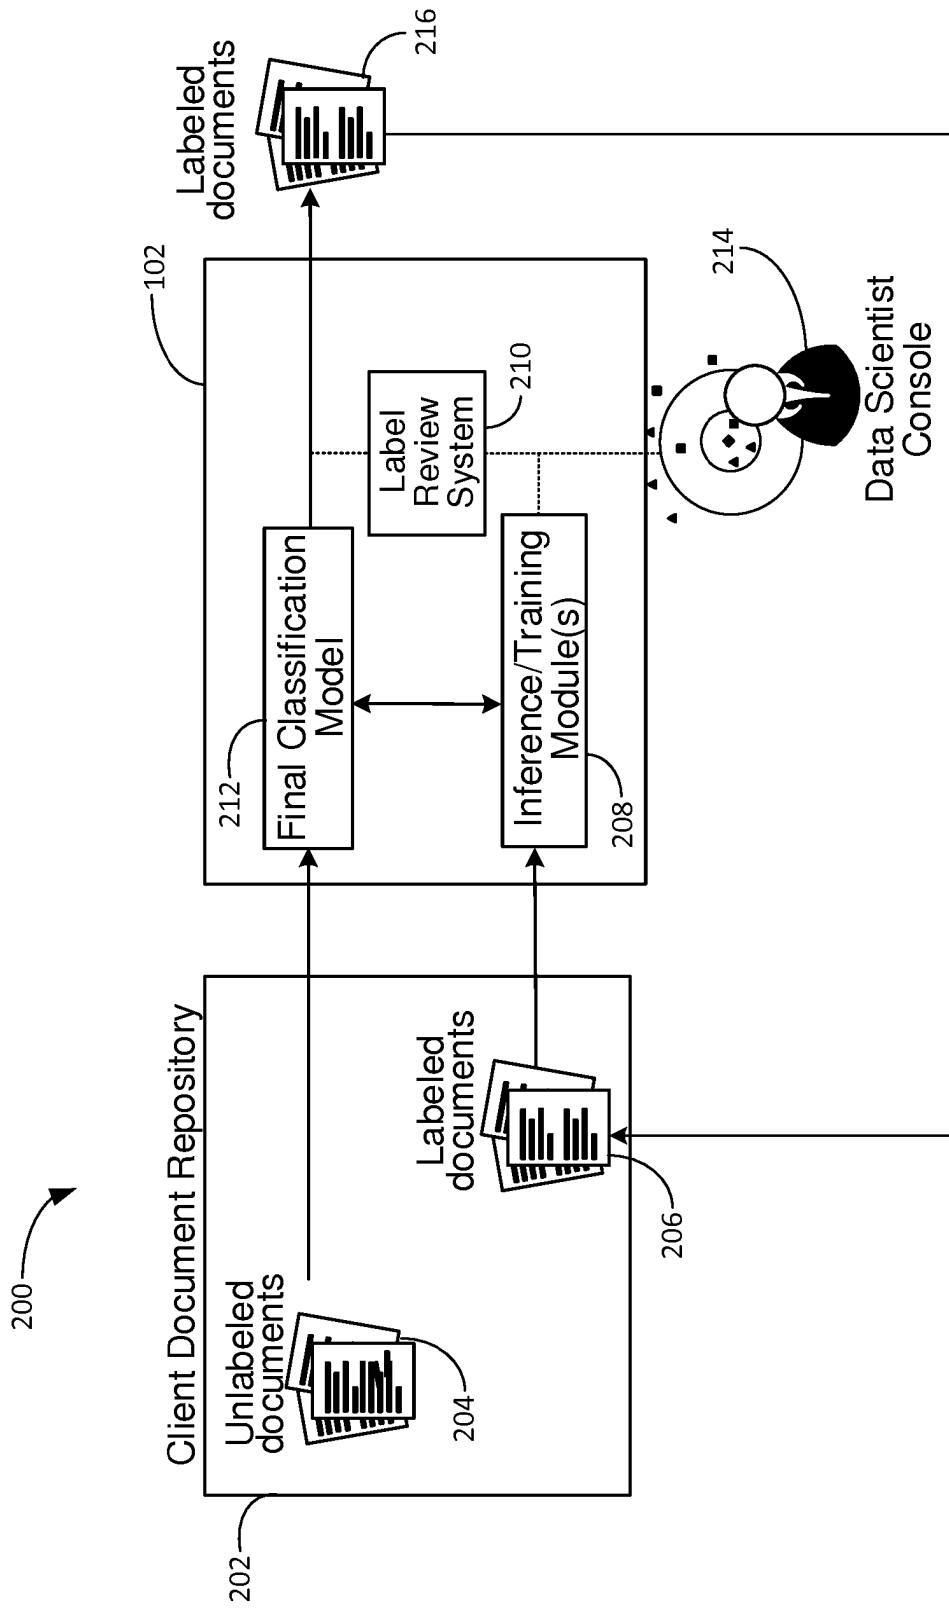 200
Client Document Repository
202
Unlabeled
documents
204
Labeled
documents
206
102
212
Final Classification
Model
Inference/Training
Module(s)
208
Label
Review
System
210
Labeled
documents
216
214
Data Scientist
Console